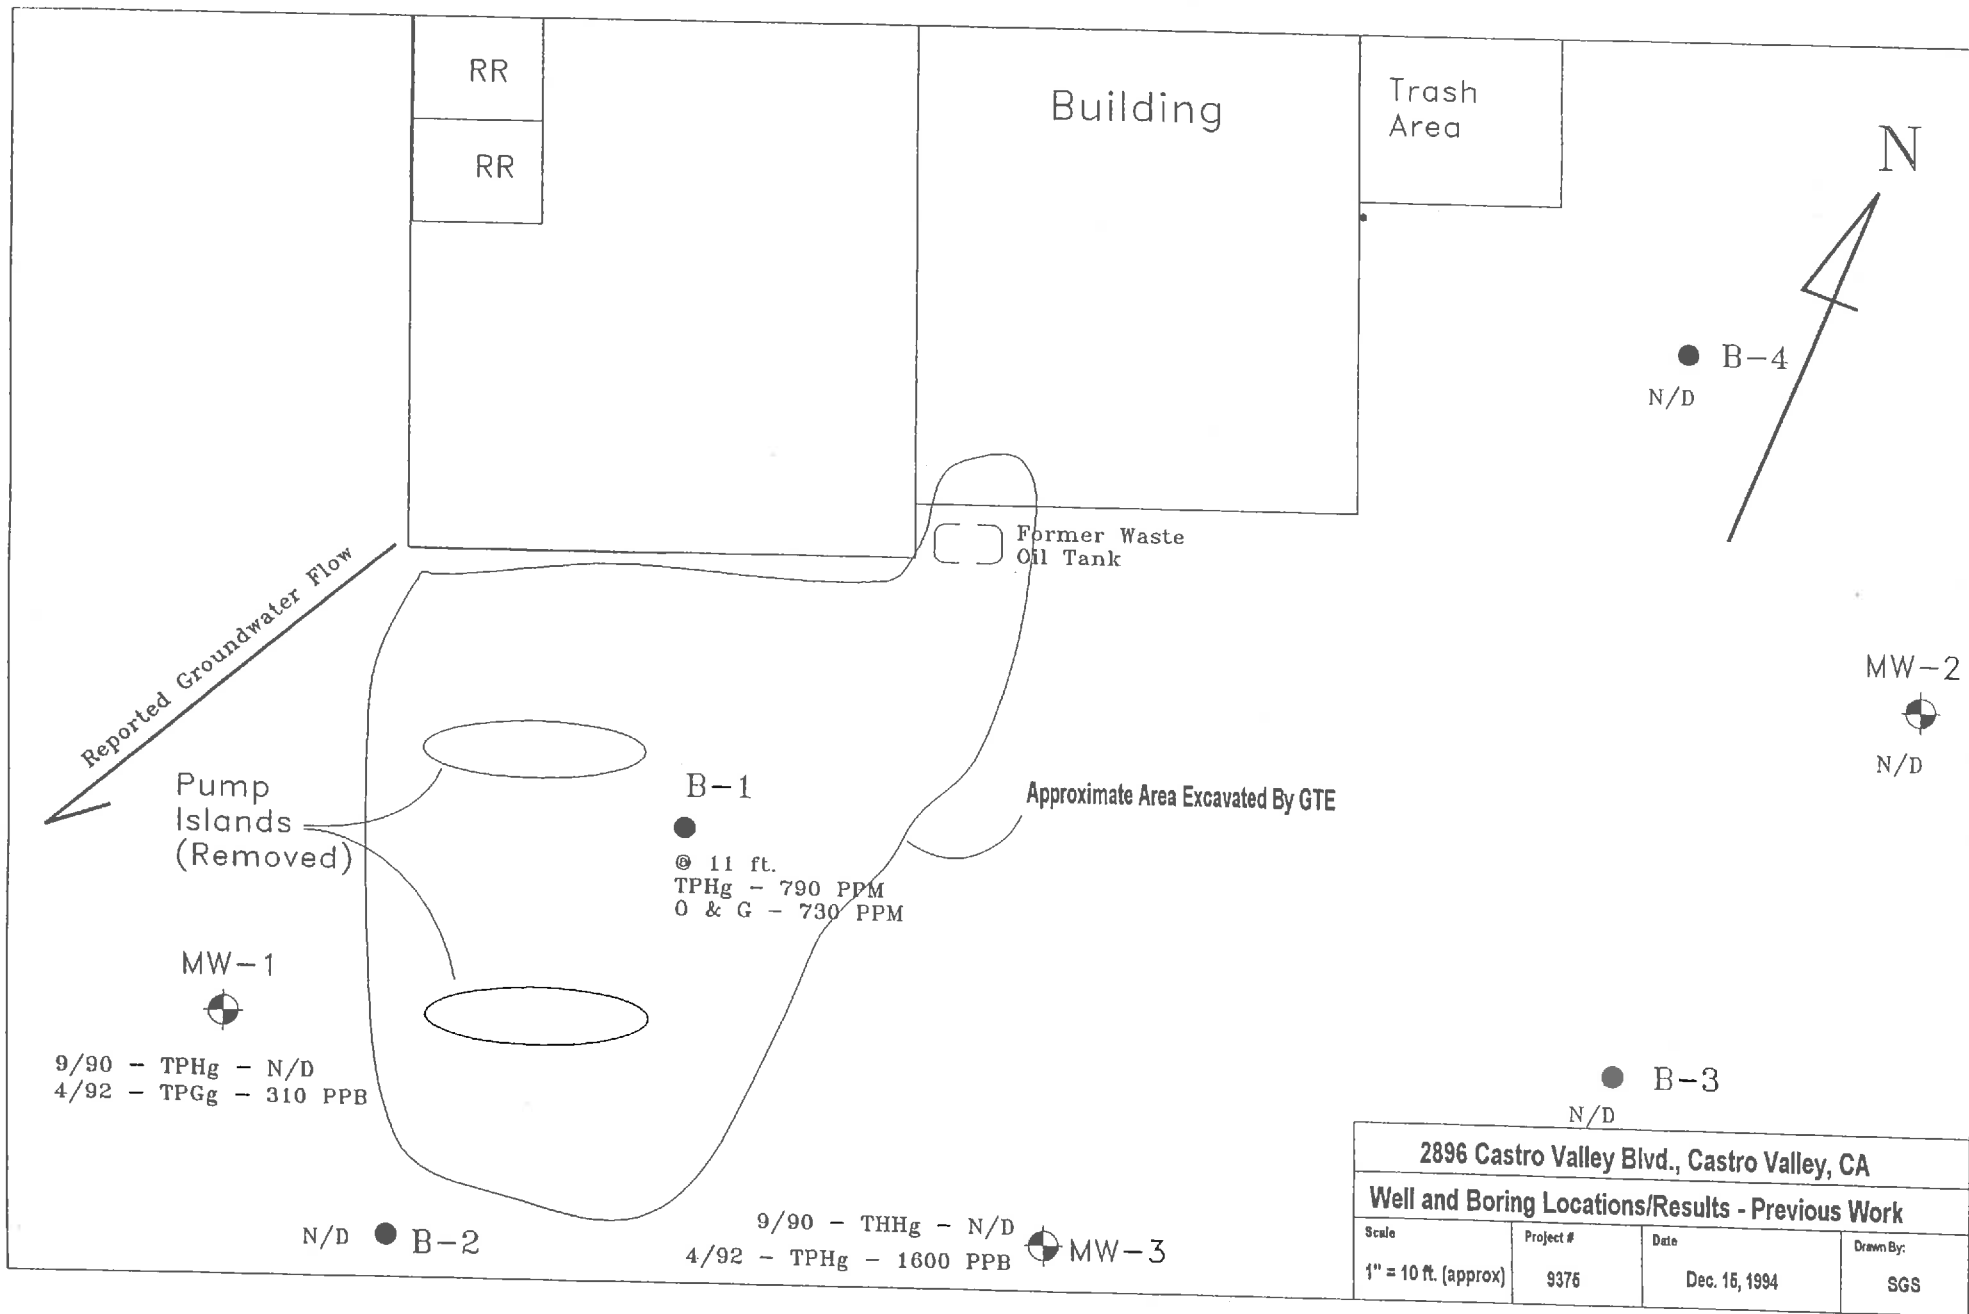 RR
RR
Building
Trash
Area
N
B-4
N/D
Former Waste
Oil Tank
Reported Groundwater Flow
MW-2
N/D
Pump
Islands
(Removed)
B-1
@ 11 ft.
TPHg - 790 PPM
O & G - 730 PPM
Approximate Area Excavated By GTE
MW-1
9/90 - TPHg - N/D
4/92 - TPGg - 310 PPB
B-3
N/D
N/D B-2
9/90 - THHg - N/D
4/92 - TPHg - 1600 PPB
MW-3
2896 Castro Valley Blvd., Castro Valley, CA
Well and Boring Locations/Results - Previous Work
Scale
1" = 10 ft. (approx)
Project #
9375
Date
Dec. 15, 1994
Drawn By:
SGS